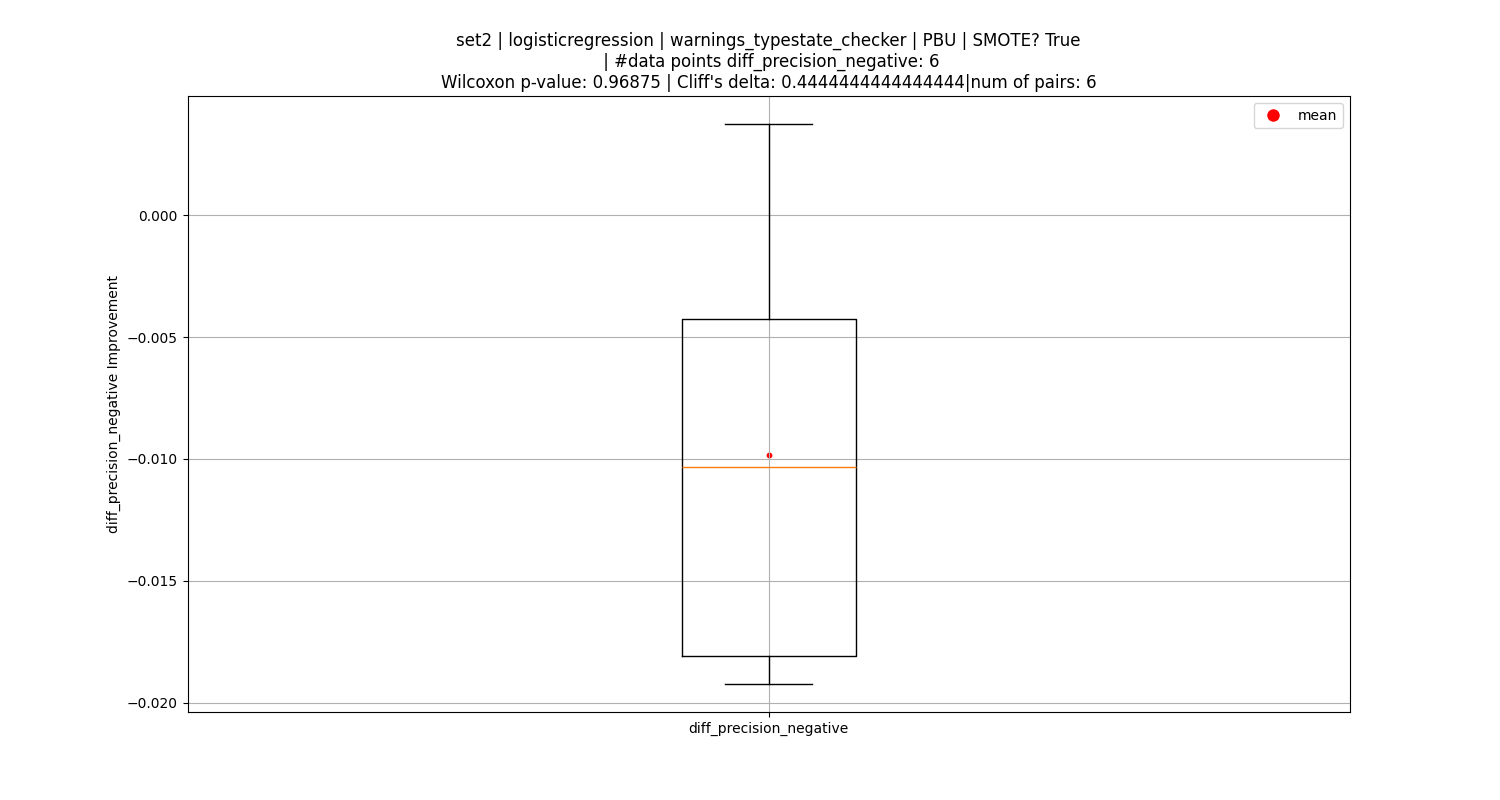 set2 | logisticregression | warnings_typestate_checker | PBU | SMOTE? True
| #data points diff_precision_negative: 6
Wilcoxon p-value: 0.96875 | Cliff's delta: 0.4444444444444444|num of pairs: 6
mean
0.000
−0.005
−0.010
−0.015
−0.020
diff_precision_negative Improvement
diff_precision_negative